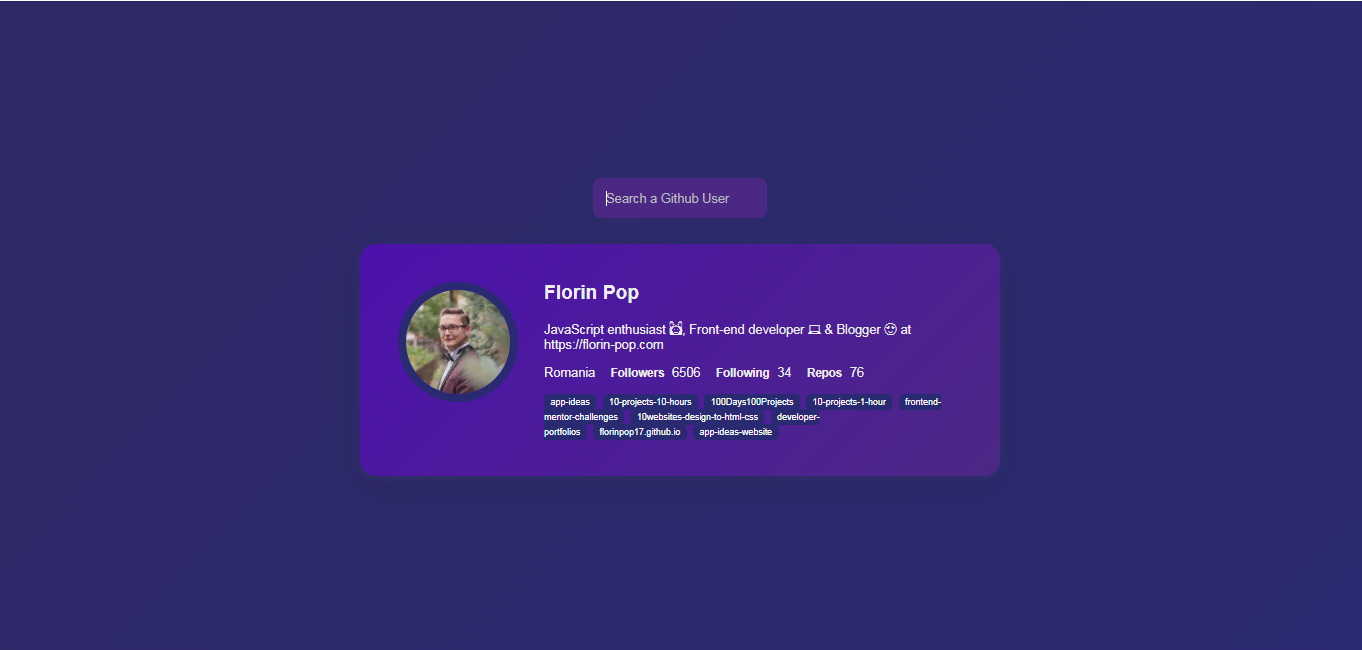 Search a Github User
Florin Pop
JavaScript enthusiast 🙌, Front-end developer 💻 & Blogger 😍 at
https://florin-pop.com
Romania Followers 6506 Following 34 Repos 76
app-ideas 10-projects-10-hours 100Days100Projects 10-projects-1-hour frontend-
mentor-challenges 10websites-design-to-html-css developer-
portfolios florinpop17.github.io app-ideas-website